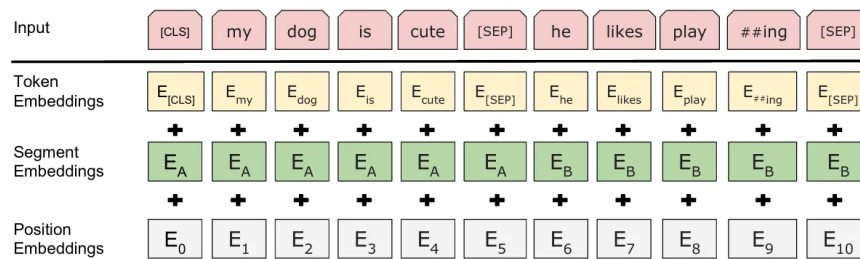 Input [CLS] my dog is cute [SEP] he likes play ##ing [SEP]
Token Embeddings E[CLS] Emy Edog Eis Ecute E[SEP] Ehe Elikes Eplay E##ing E[SEP]
+ + + + + + + + + + +
Segment Embeddings EA EA EA EA EA EA EB EB EB EB EB
+ + + + + + + + + + +
Position Embeddings E0 E1 E2 E3 E4 E5 E6 E7 E8 E9 E10